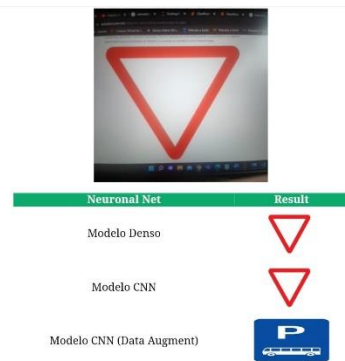 Neuronal Net Result
Modelo Denso
Modelo CNN
Modelo CNN (Data Augment)
P